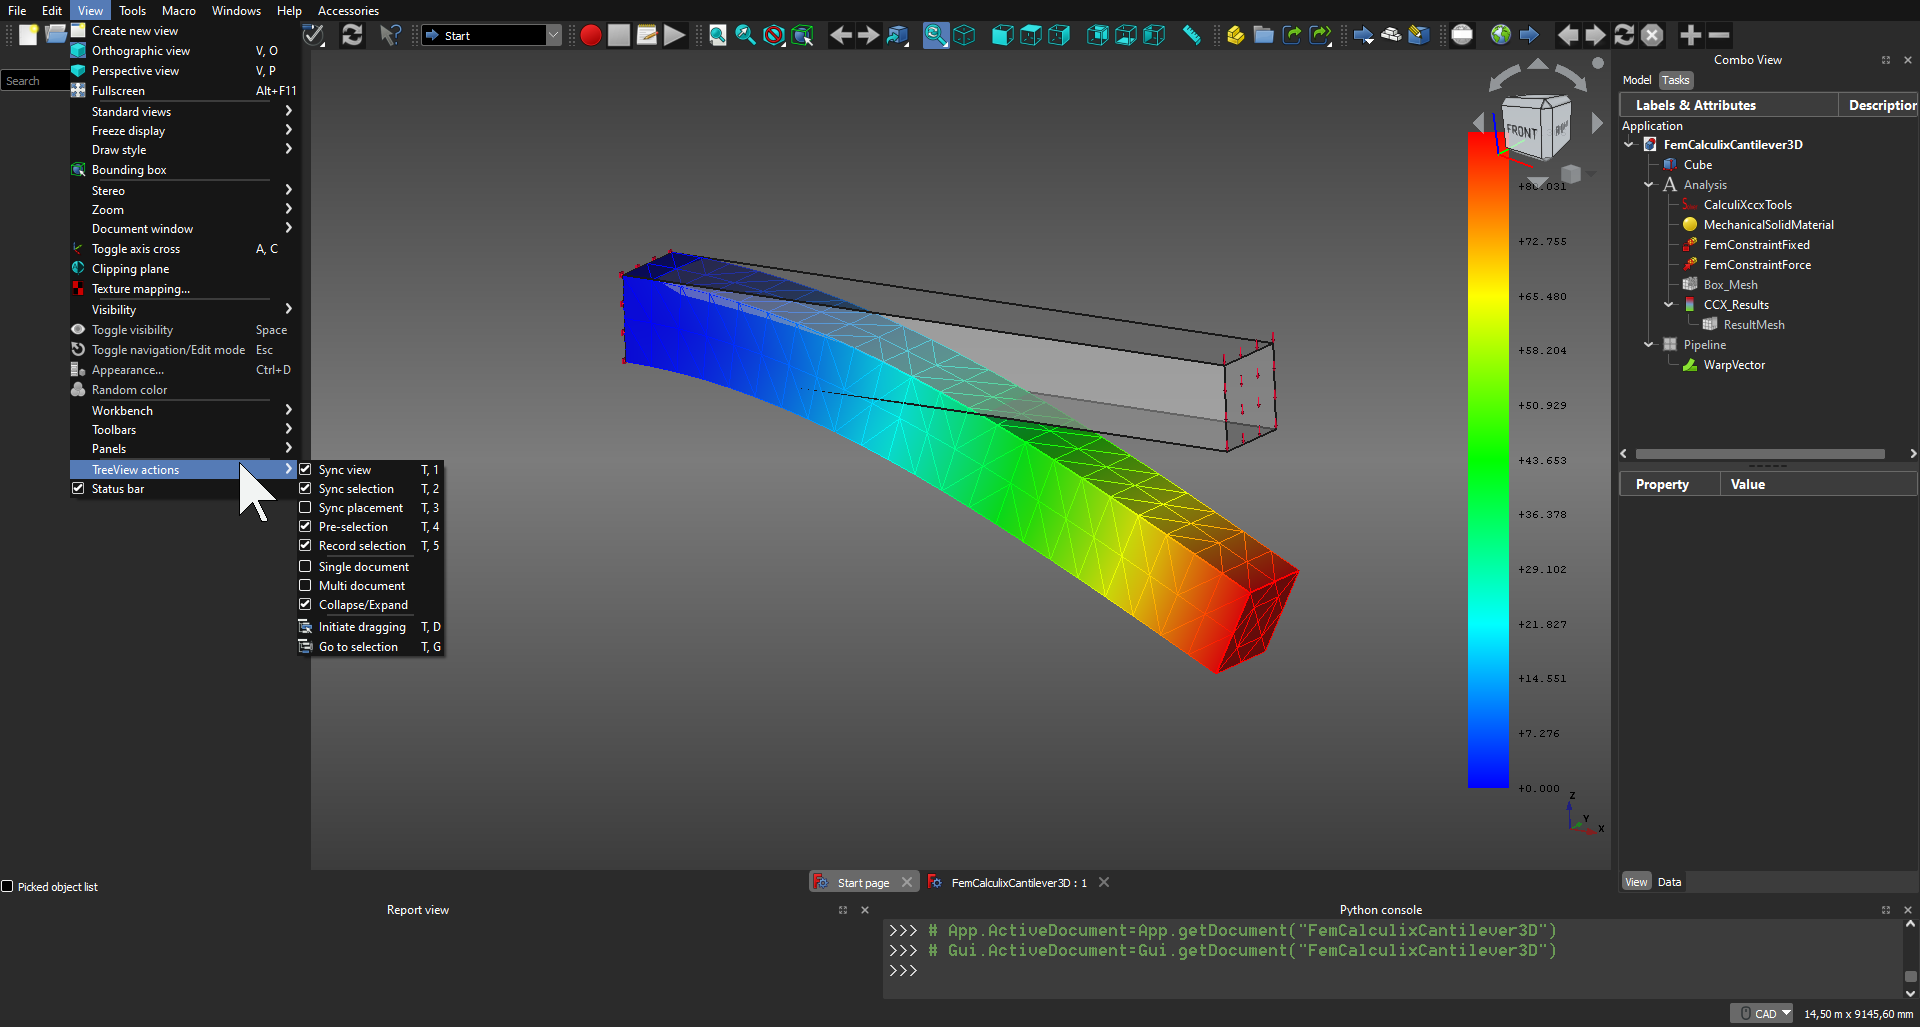 File Edit View Tools Macro Windows Help Accessories
Create new view
Orthographic view V, O
Perspective view V, P
Fullscreen Alt+F11
Standard views
Freeze display
Draw style
Bounding box
Stereo
Zoom
Document window
Toggle axis cross A, C
Clipping plane
Texture mapping...
Visibility
Toggle visibility Space
Toggle navigation/Edit mode Esc
Appearance... Ctrl+D
Random color
Workbench
Toolbars
Panels
TreeView actions
Status bar
Sync view T, 1
Sync selection T, 2
Sync placement T, 3
Pre-selection T, 4
Record selection T, 5
Single document
Multi document
Collapse/Expand
Initiate dragging T, D
Go to selection T, G
Search
Start
FRONT
+80.031
+72.755
+65.480
+58.204
+50.929
+43.653
+36.378
+29.102
+21.827
+14.551
+7.276
+0.000
Z
Y
X
Combo View
Model Tasks
Labels & Attributes Description
Application
FemCalculixCantilever3D
Cube
Analysis
CalculiXccxTools
MechanicalSolidMaterial
FemConstraintFixed
FemConstraintForce
Box_Mesh
CCX_Results
ResultMesh
Pipeline
WarpVector
Property Value
View Data
Picked object list
Start page
FemCalculixCantilever3D : 1
Report view
Python console
>>> # App.ActiveDocument=App.getDocument("FemCalculixCantilever3D")
>>> # Gui.ActiveDocument=Gui.getDocument("FemCalculixCantilever3D")
>>>
CAD 14,50 m x 9145,60 mm